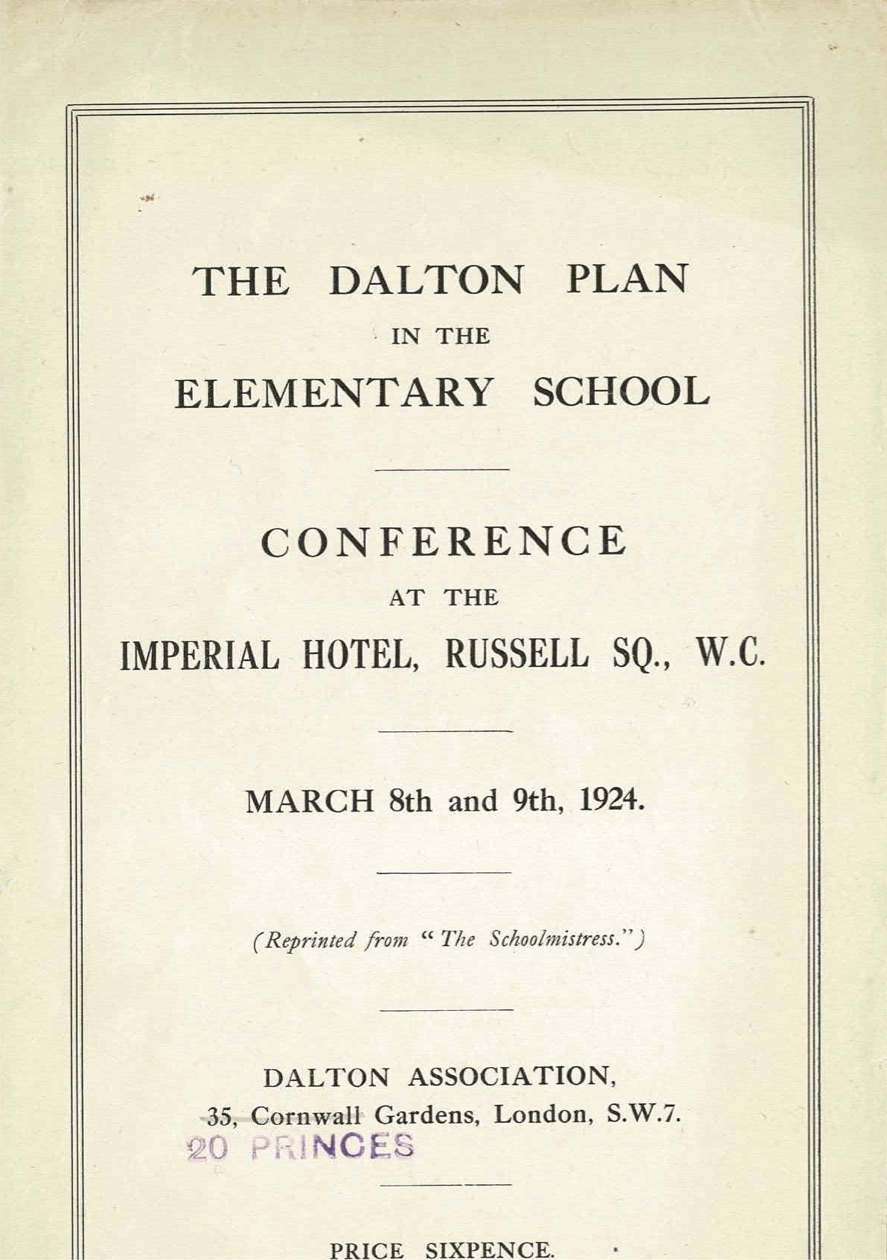 THE DALTON PLAN
IN THE
ELEMENTARY SCHOOL
CONFERENCE
AT THE
IMPERIAL HOTEL, RUSSELL SQ., W.C.
MARCH 8th and 9th, 1924.
(Reprinted from “The Schoolmistress.”)
DALTON ASSOCIATION,
35, Cornwall Gardens, London, S.W.7.
20 PRINCES
PRICE SIXPENCE.